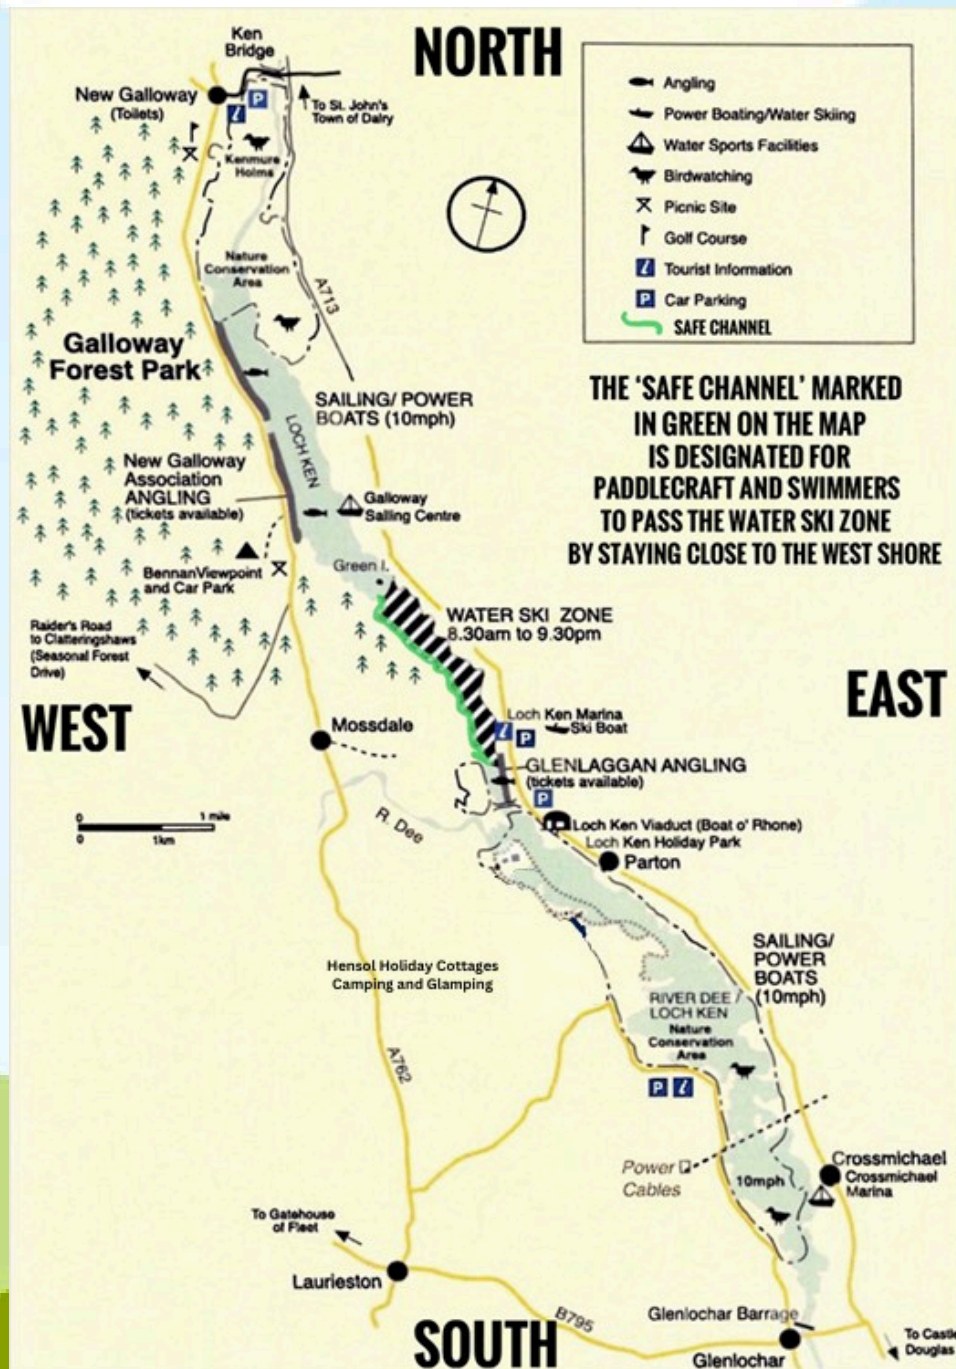 NORTH
Ken
Bridge
New Galloway
(Toilets)
P
i
To St. John's
Town of Dalry
Kenmure
Holms
Nature
Conservation
Area
A713
Angling
Power Boating/Water Skiing
Water Sports Facilities
Birdwatching
Picnic Site
Golf Course
i Tourist Information
P Car Parking
SAFE CHANNEL
Galloway
Forest Park
SAILING/ POWER
BOATS (10mph)
LOCH KEN
THE ‘SAFE CHANNEL’ MARKED
IN GREEN ON THE MAP
IS DESIGNATED FOR
PADDLECRAFT AND SWIMMERS
TO PASS THE WATER SKI ZONE
BY STAYING CLOSE TO THE WEST SHORE
New Galloway
Association
ANGLING
(tickets available)
Galloway
Sailing Centre
Green I.
Bennan Viewpoint
and Car Park
WATER SKI ZONE
8.30am to 9.30pm
Raider's Road
to Clatteringshaws
(Seasonal Forest
Drive)
WEST
EAST
Mossdale
Loch Ken Marina
Ski Boat
i P
GLENLAGGAN ANGLING
(tickets available)
P
1 mile
1km
R. Dee
Loch Ken Viaduct (Boat o' Rhone)
Loch Ken Holiday Park
Parton
Hensol Holiday Cottages
Camping and Glamping
SAILING/
POWER
BOATS
(10mph)
RIVER DEE /
LOCH KEN
Nature
Conservation
Area
A762
P i
Power
Cables
10mph
Crossmichael
Crossmichael
Marina
To Gatehouse
of Fleet
Laurieston
B795
Glenlochar Barrage
Glenlochar
To Castle
Douglas
SOUTH